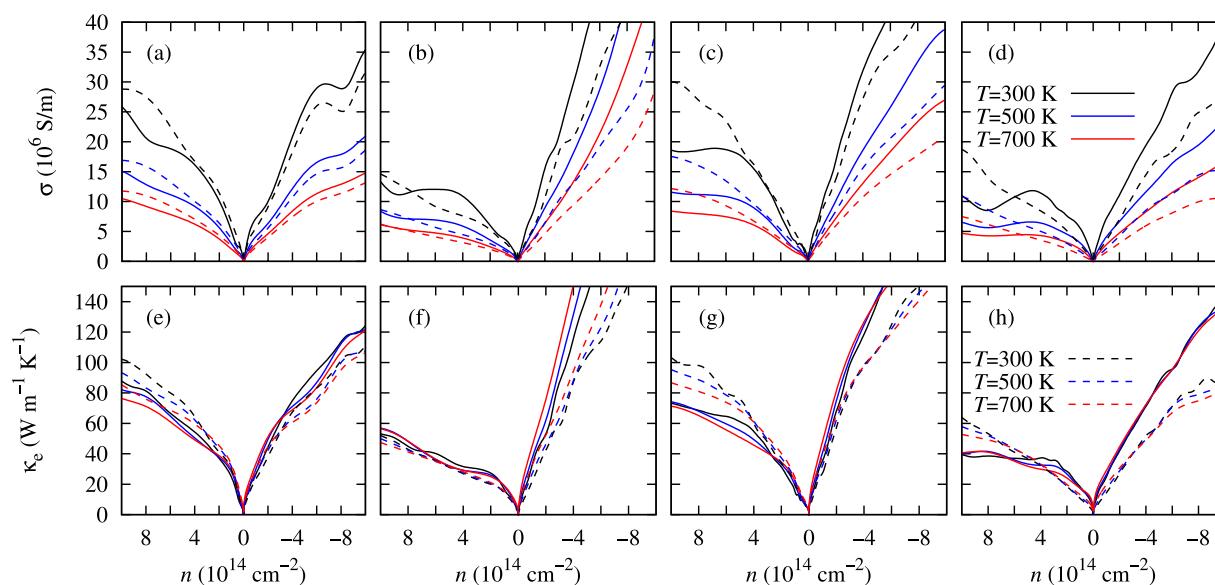 40
35
30
25
20
15
10
5
0
σ (10⁶ S/m)
(a) (b) (c) (d)
T=300 K
T=500 K
T=700 K
140
120
100
80
60
40
20
0
κₑ (W m⁻¹ K⁻¹)
(e) (f) (g) (h)
T=300 K
T=500 K
T=700 K
8 4 0 −4 −8 8 4 0 −4 −8 8 4 0 −4 −8 8 4 0 −4 −8
n (10¹⁴ cm⁻²) n (10¹⁴ cm⁻²) n (10¹⁴ cm⁻²) n (10¹⁴ cm⁻²)